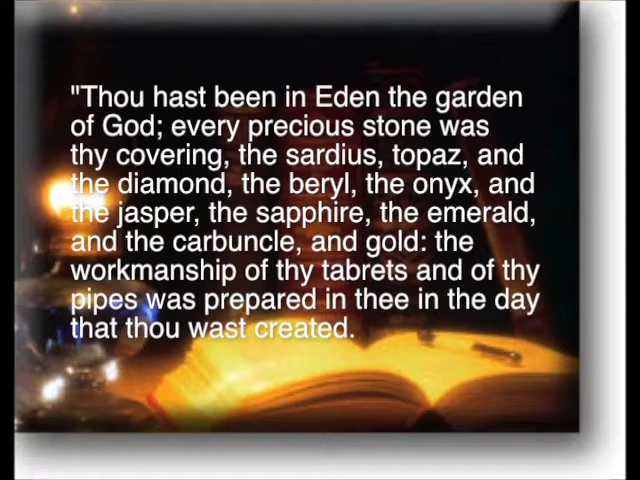 "Thou hast been in Eden the garden
of God; every precious stone was
thy covering, the sardius, topaz, and
the diamond, the beryl, the onyx, and
the jasper, the sapphire, the emerald,
and the carbuncle, and gold: the
workmanship of thy tabrets and of thy
pipes was prepared in thee in the day
that thou wast created.